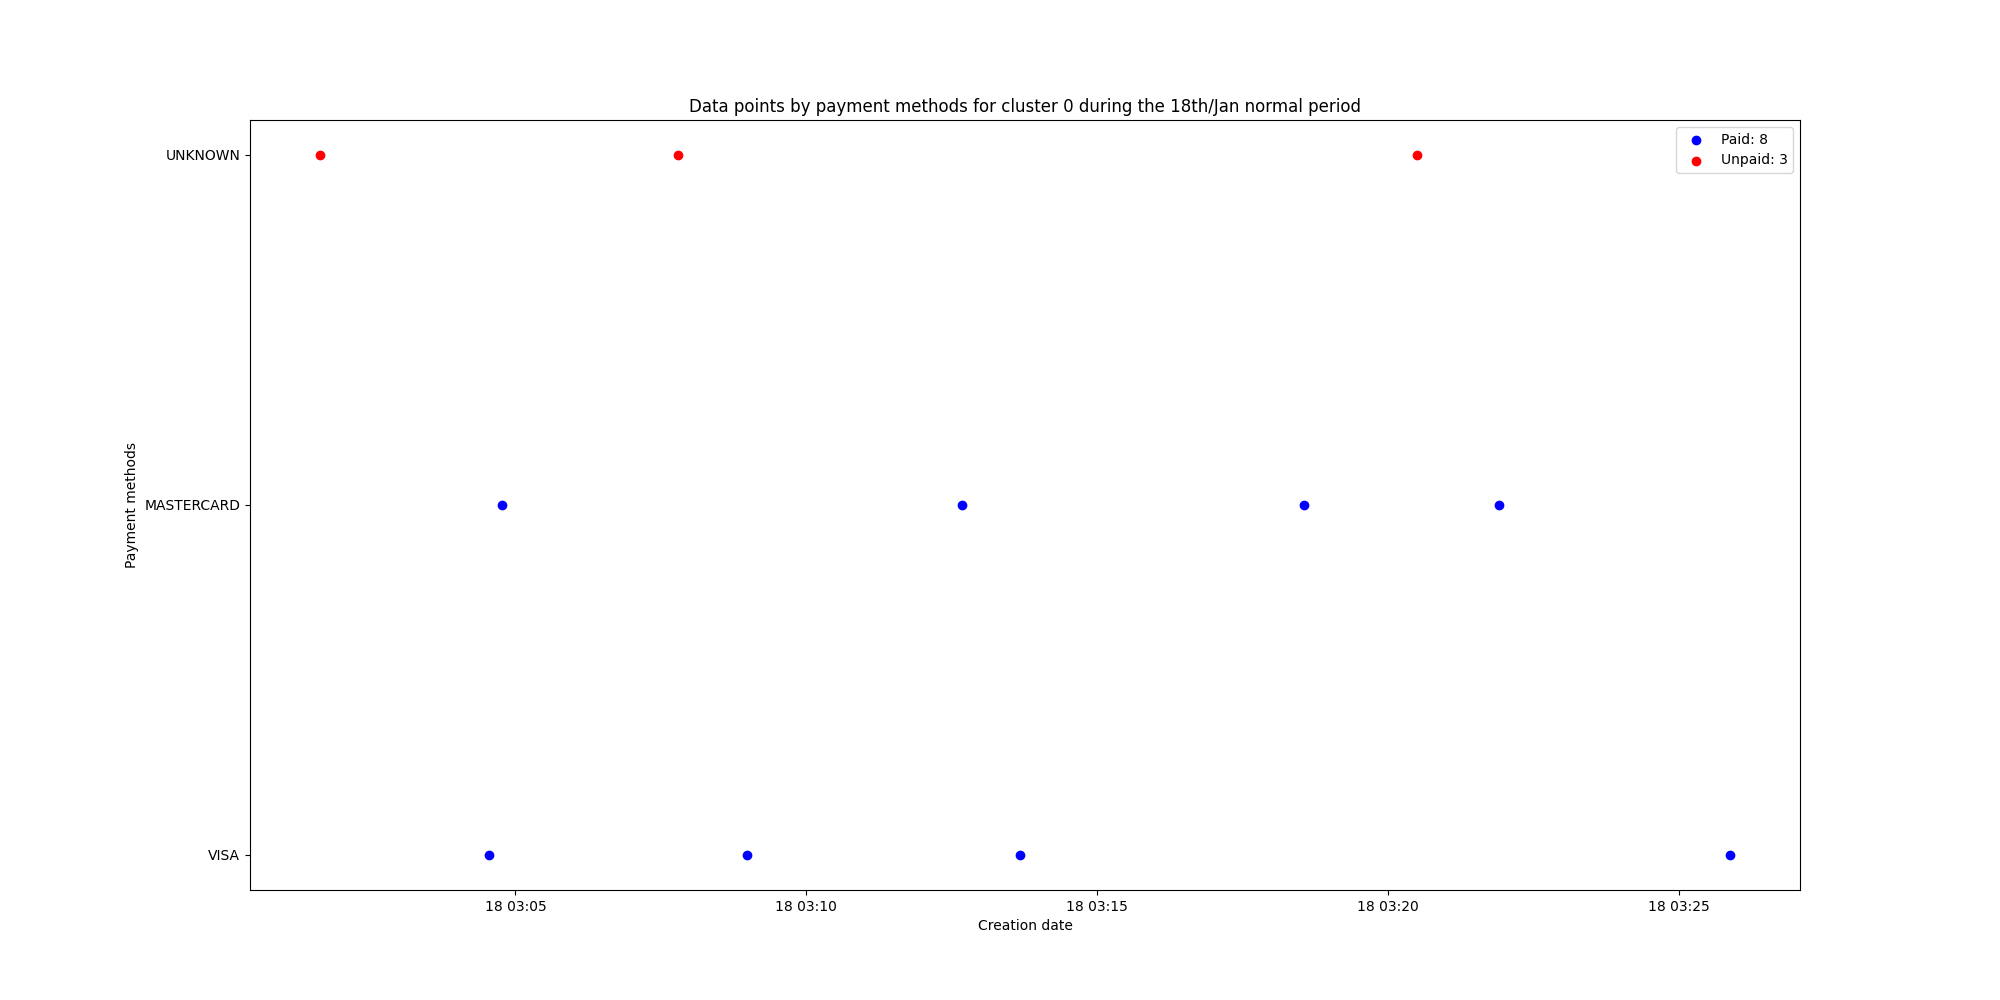 Data points by payment methods for cluster 0 during the 18th/Jan normal period
Paid: 8
Unpaid: 3
UNKNOWN
MASTERCARD
VISA
Payment methods
18 03:05
18 03:10
18 03:15
18 03:20
18 03:25
Creation date